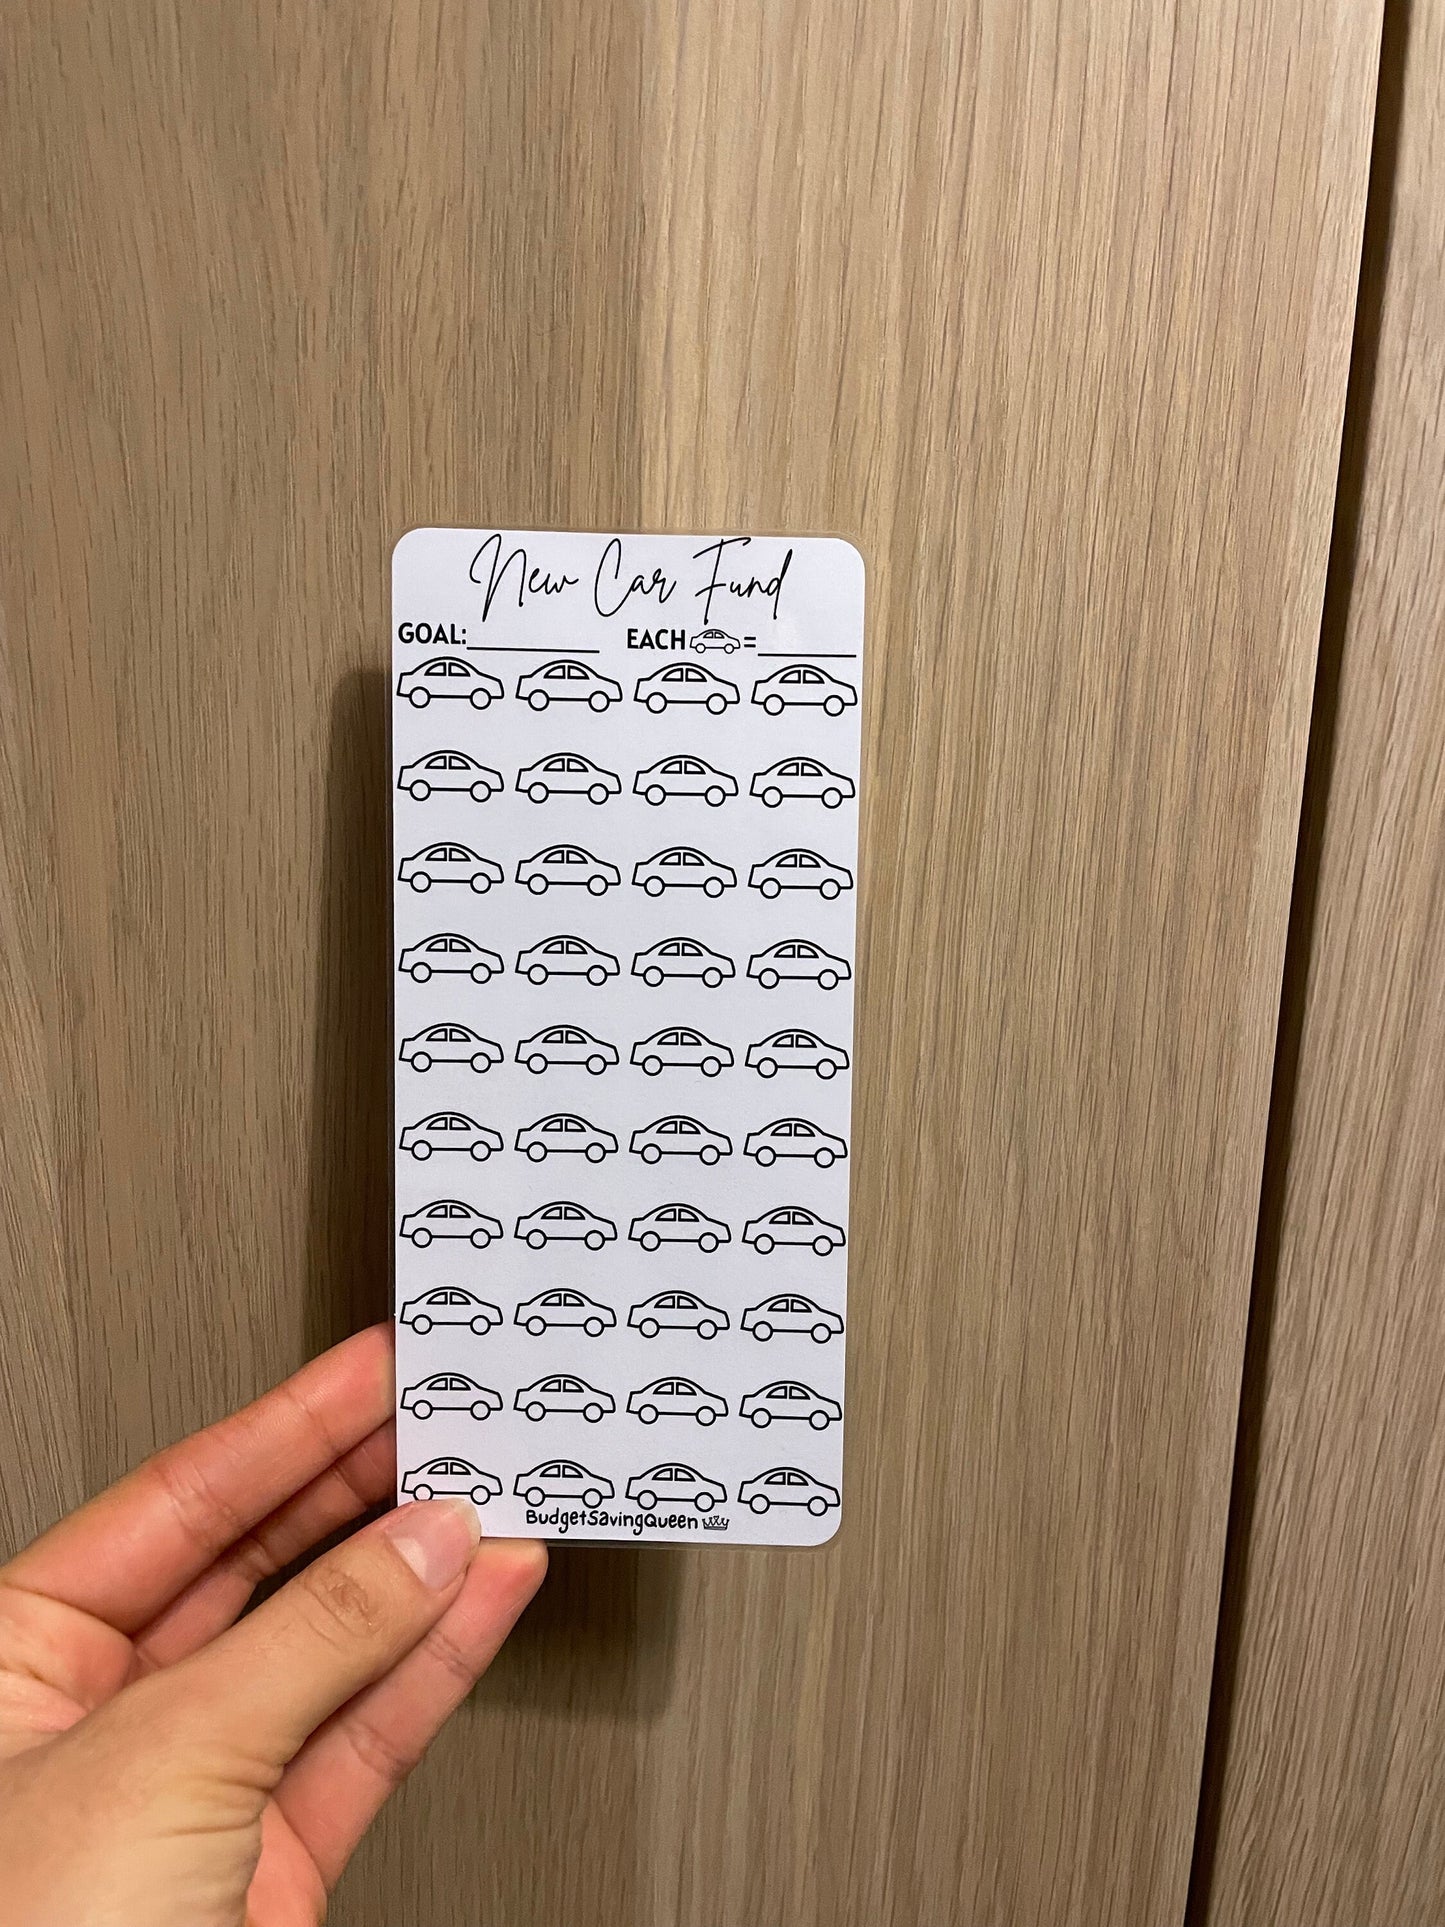 New Car Fund
GOAL:__________ EACH =________
BudgetSavingQueen